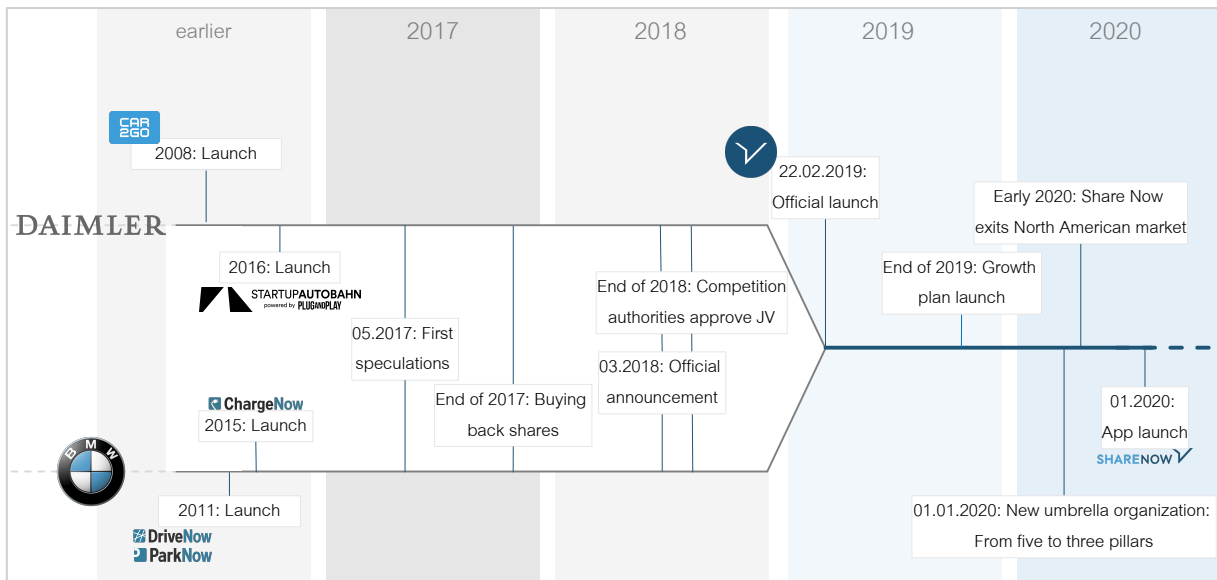 earlier
2017
2018
2019
2020
CAR
2GO
2008: Launch
DAIMLER
2016: Launch
STARTUPAUTOBAHN
powered by PLUGANDPLAY
05.2017: First
speculations
End of 2017: Buying
back shares
End of 2018: Competition
authorities approve JV
03.2018: Official
announcement
22.02.2019:
Official launch
End of 2019: Growth
plan launch
Early 2020: Share Now
exits North American market
ChargeNow
2015: Launch
BMW
2011: Launch
DriveNow
ParkNow
01.2020:
App launch
SHARENOW
01.01.2020: New umbrella organization:
From five to three pillars